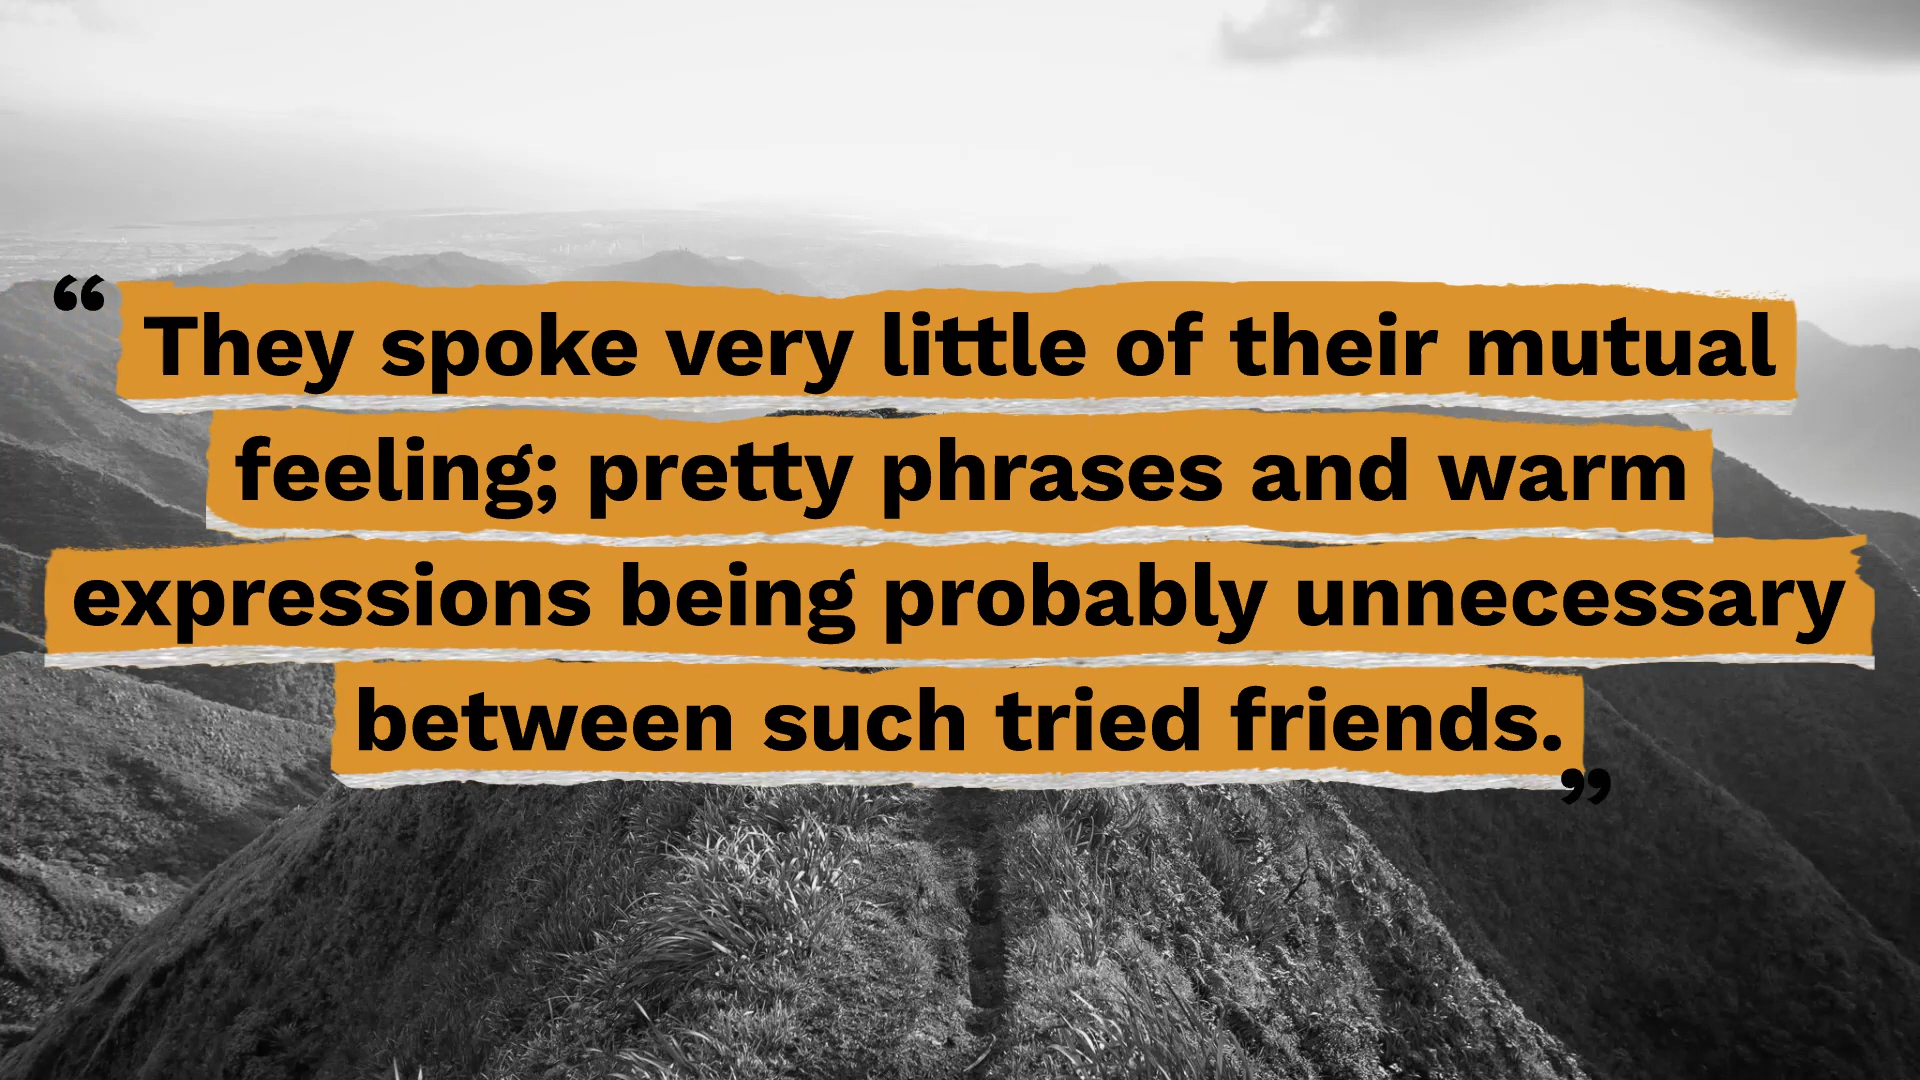 “They spoke very little of their mutual
feeling; pretty phrases and warm
expressions being probably unnecessary
between such tried friends.”